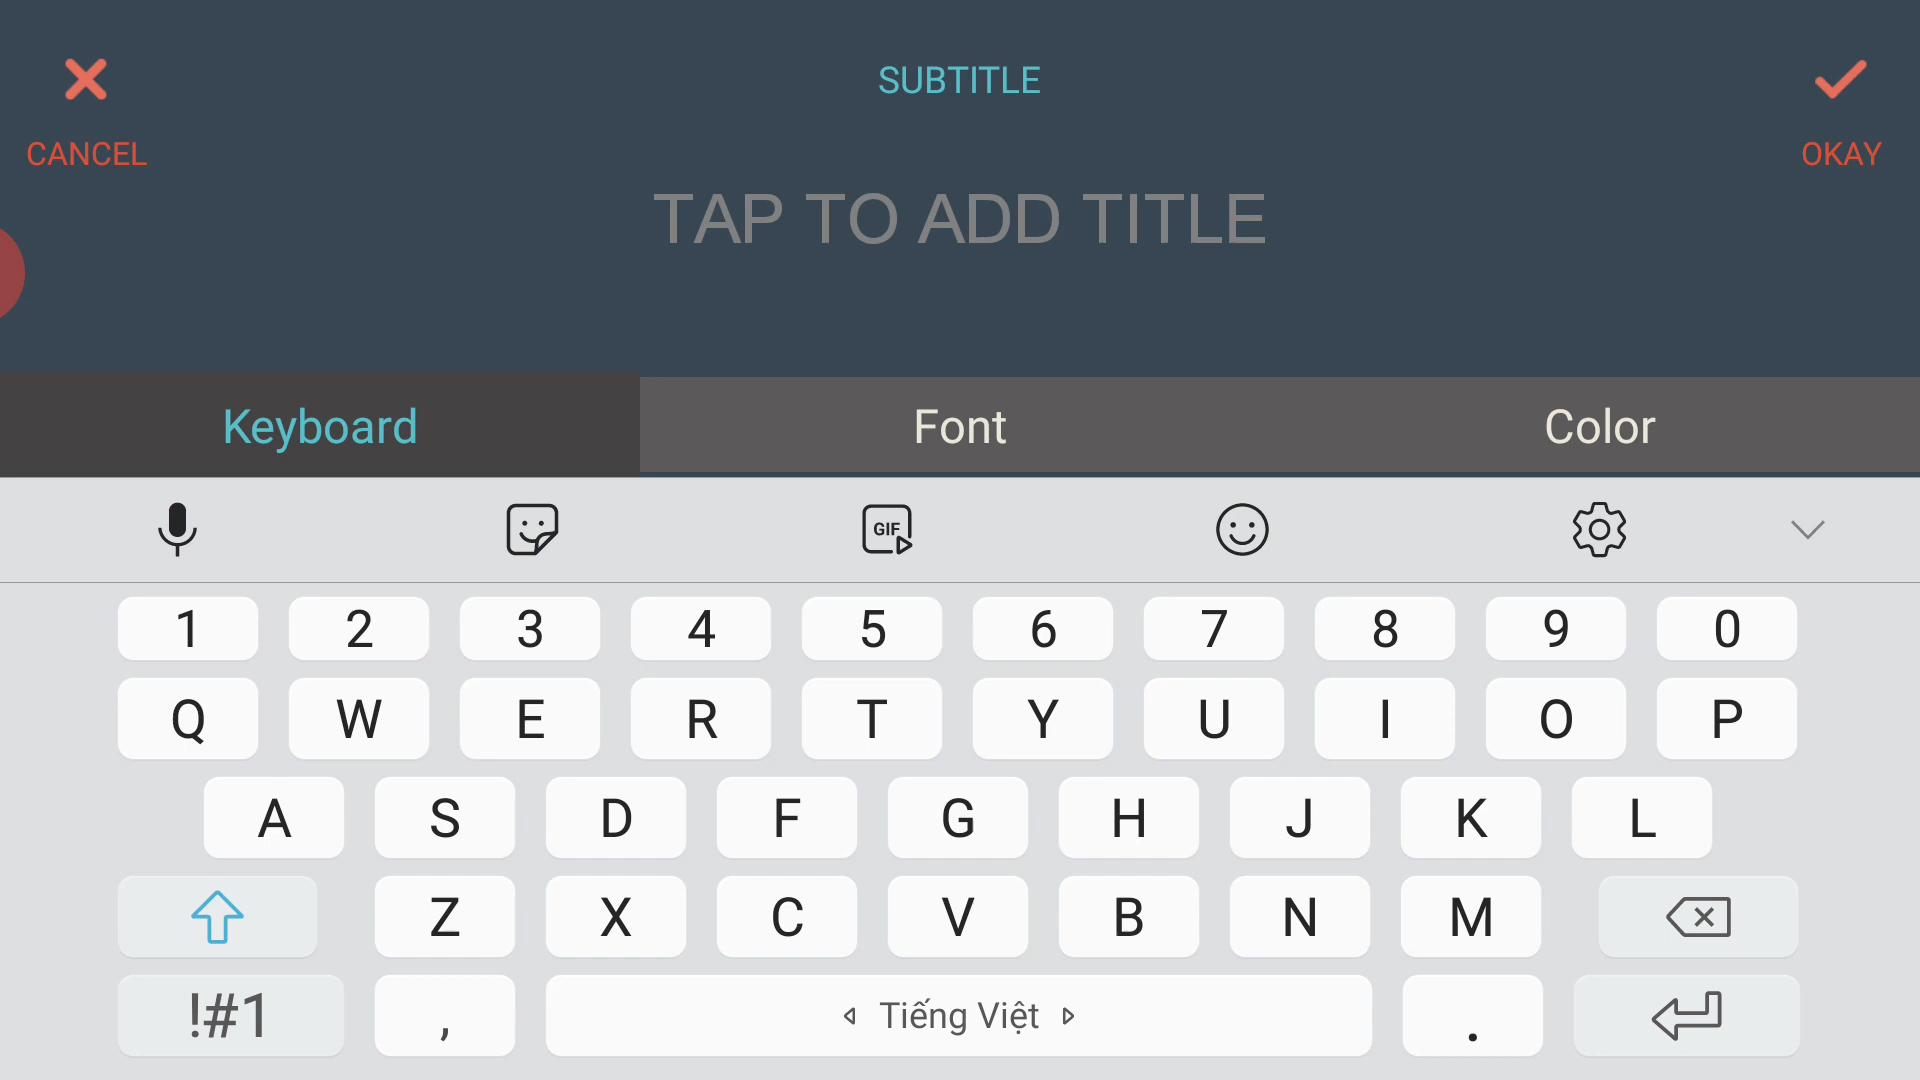 SUBTITLE
CANCEL
OKAY
TAP TO ADD TITLE
Keyboard Font Color
GIF
1 2 3 4 5 6 7 8 9 0
Q W E R T Y U I O P
A S D F G H J K L
Z X C V B N M
!#1 , Tiếng Việt .